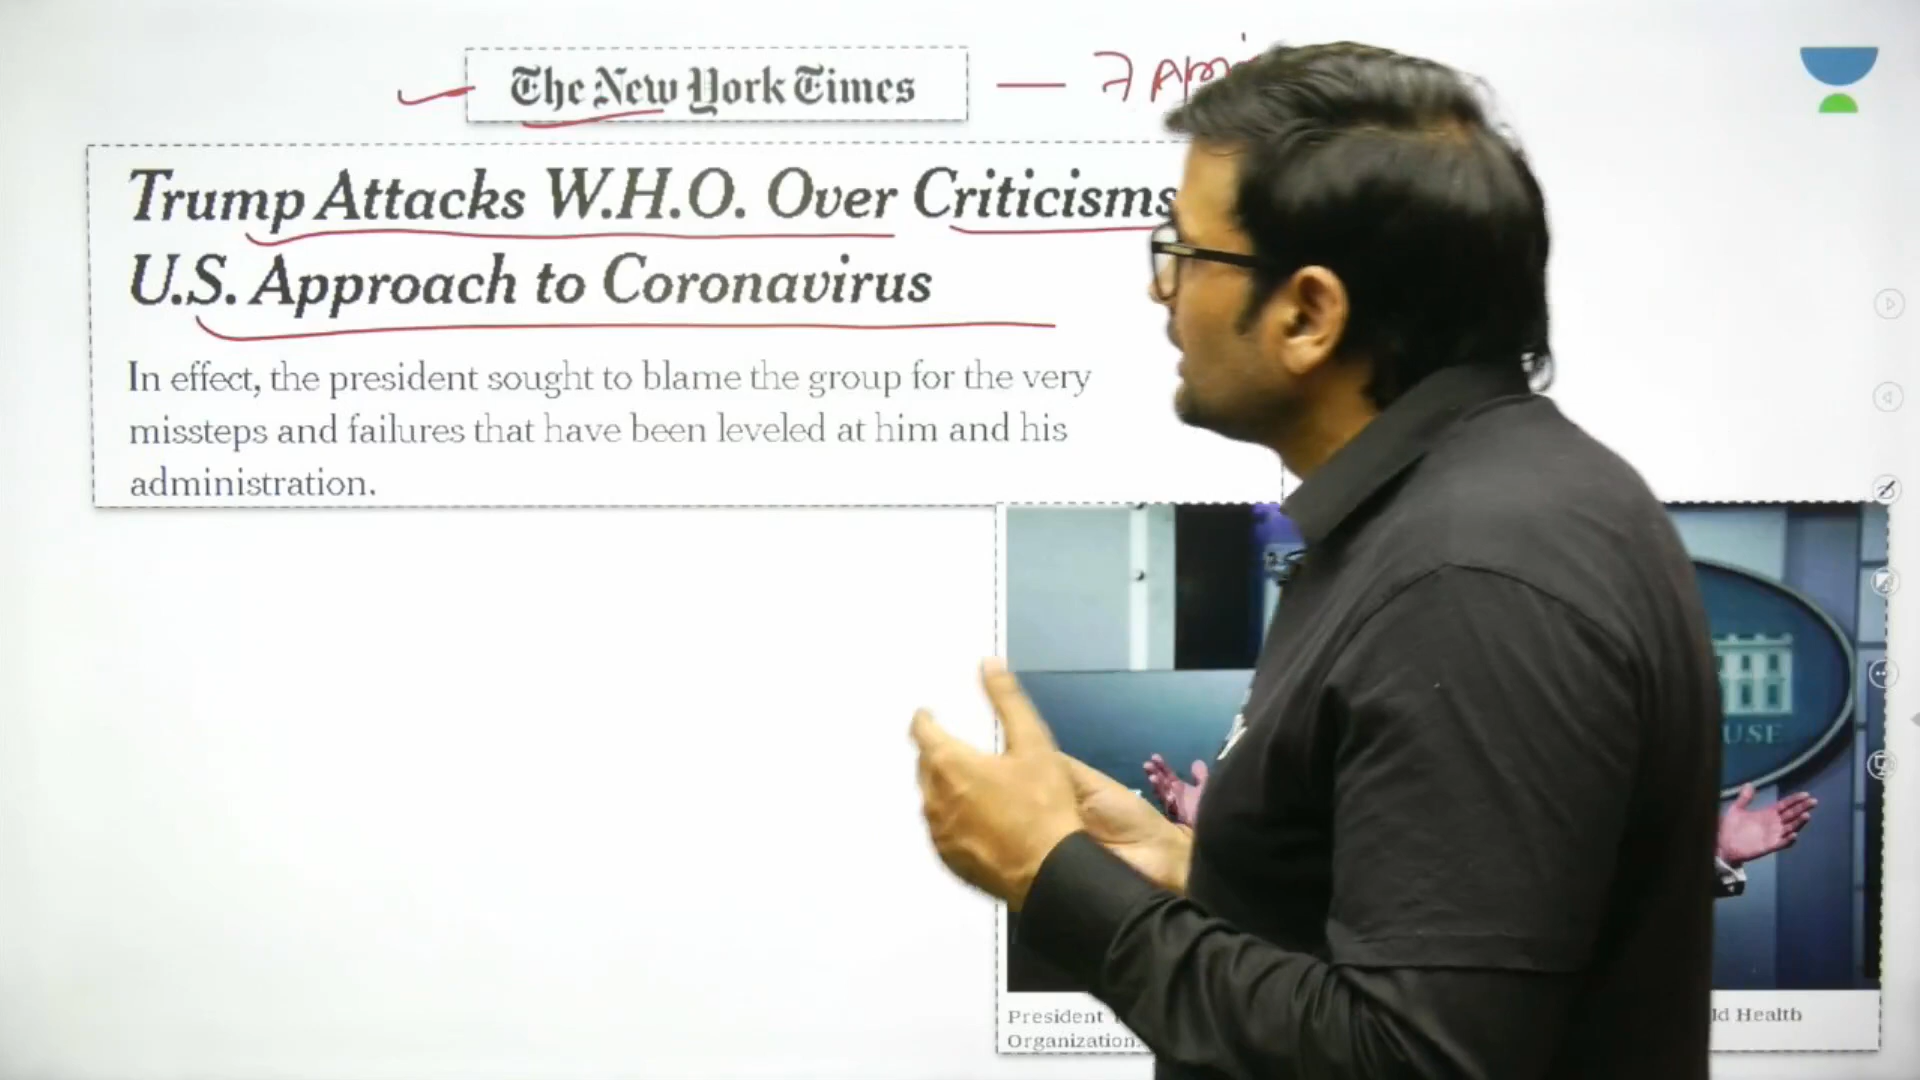 The New York Times — 7 Apri
Trump Attacks W.H.O. Over Criticisms
U.S. Approach to Coronavirus
In effect, the president sought to blame the group for the very
missteps and failures that have been leveled at him and his
administration.
USE
President
ld Health
Organization.